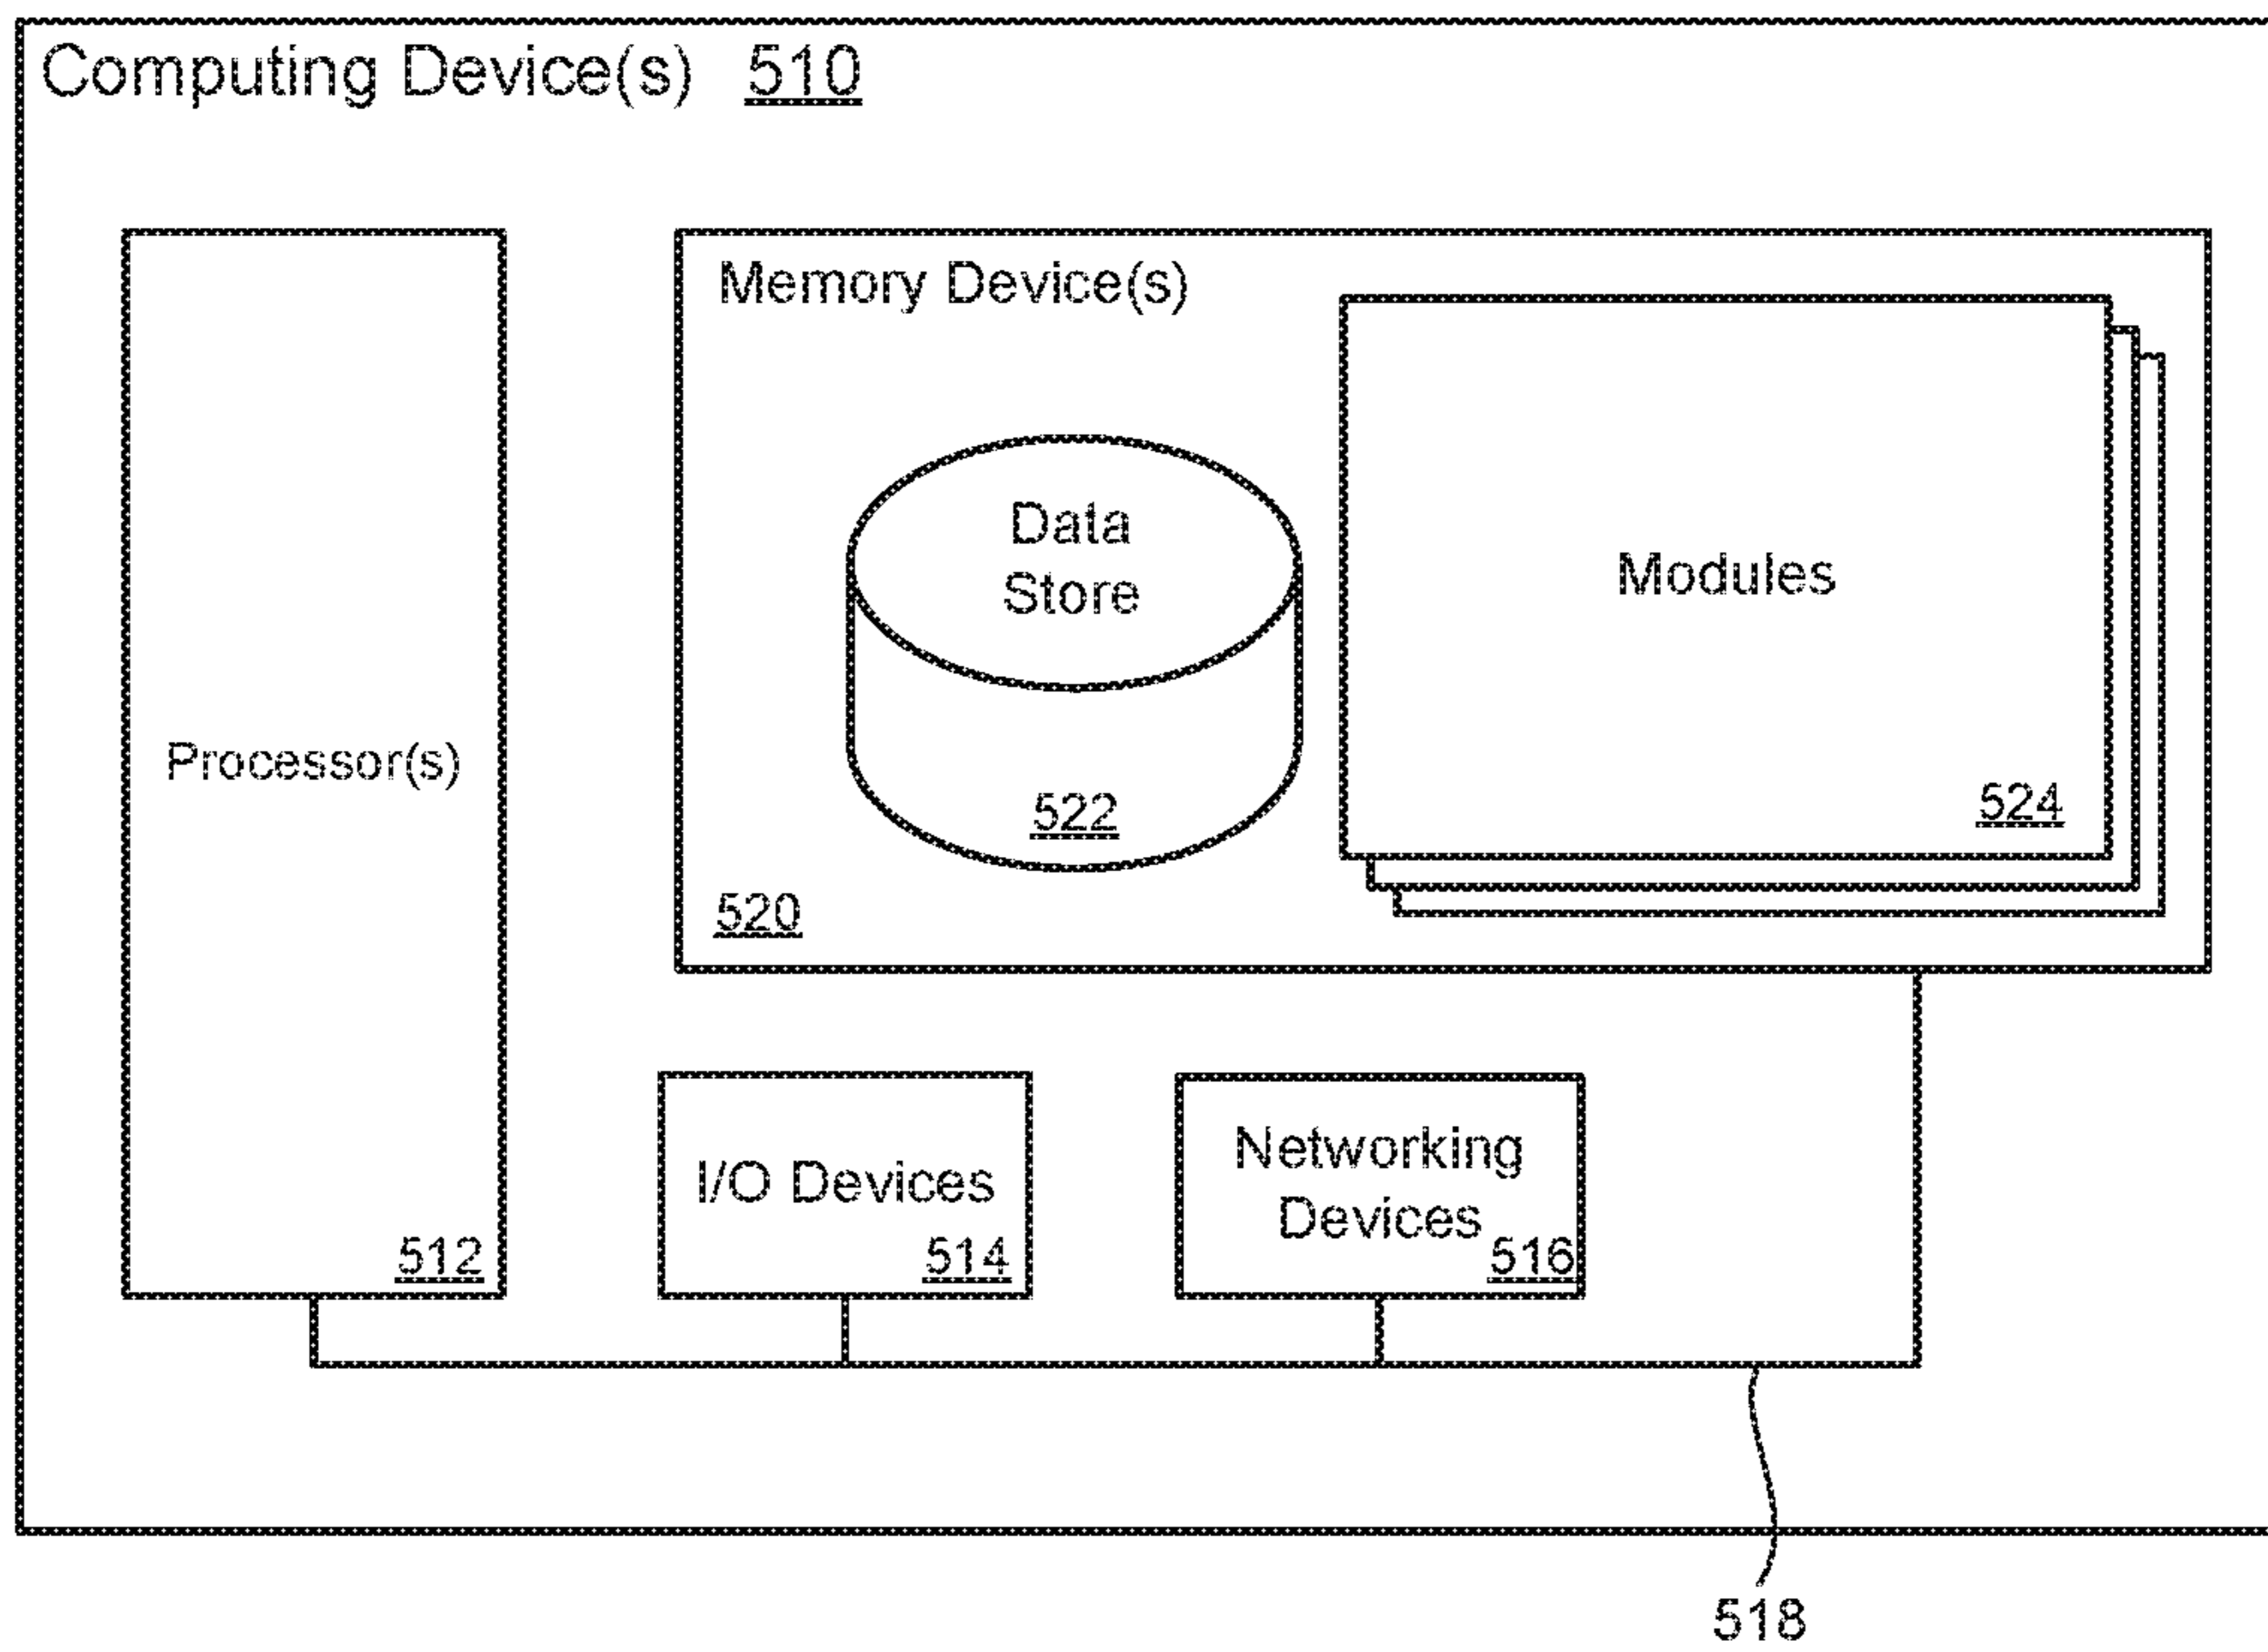 Computing Device(s) 510
Memory Device(s)
Data
Store
522
520
Modules
524
Processor(s)
512
I/O Devices
514
Networking
Devices
516
518